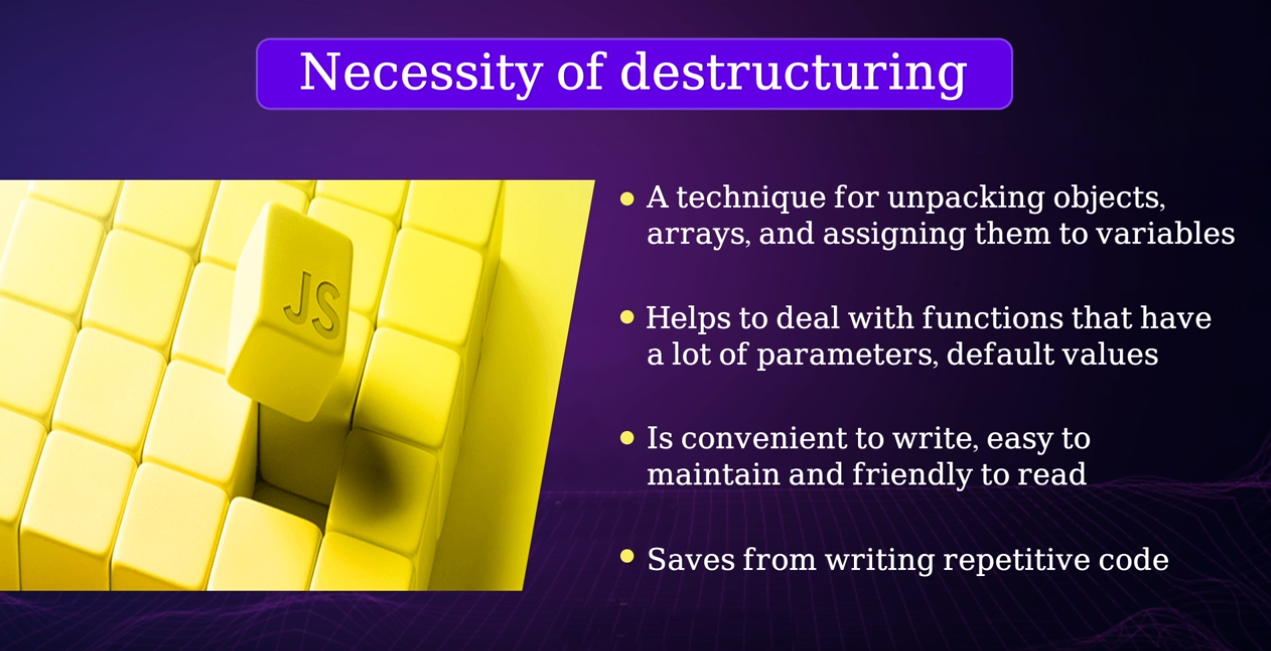 Necessity of destructuring
JS
A technique for unpacking objects,
arrays, and assigning them to variables
Helps to deal with functions that have
a lot of parameters, default values
Is convenient to write, easy to
maintain and friendly to read
Saves from writing repetitive code